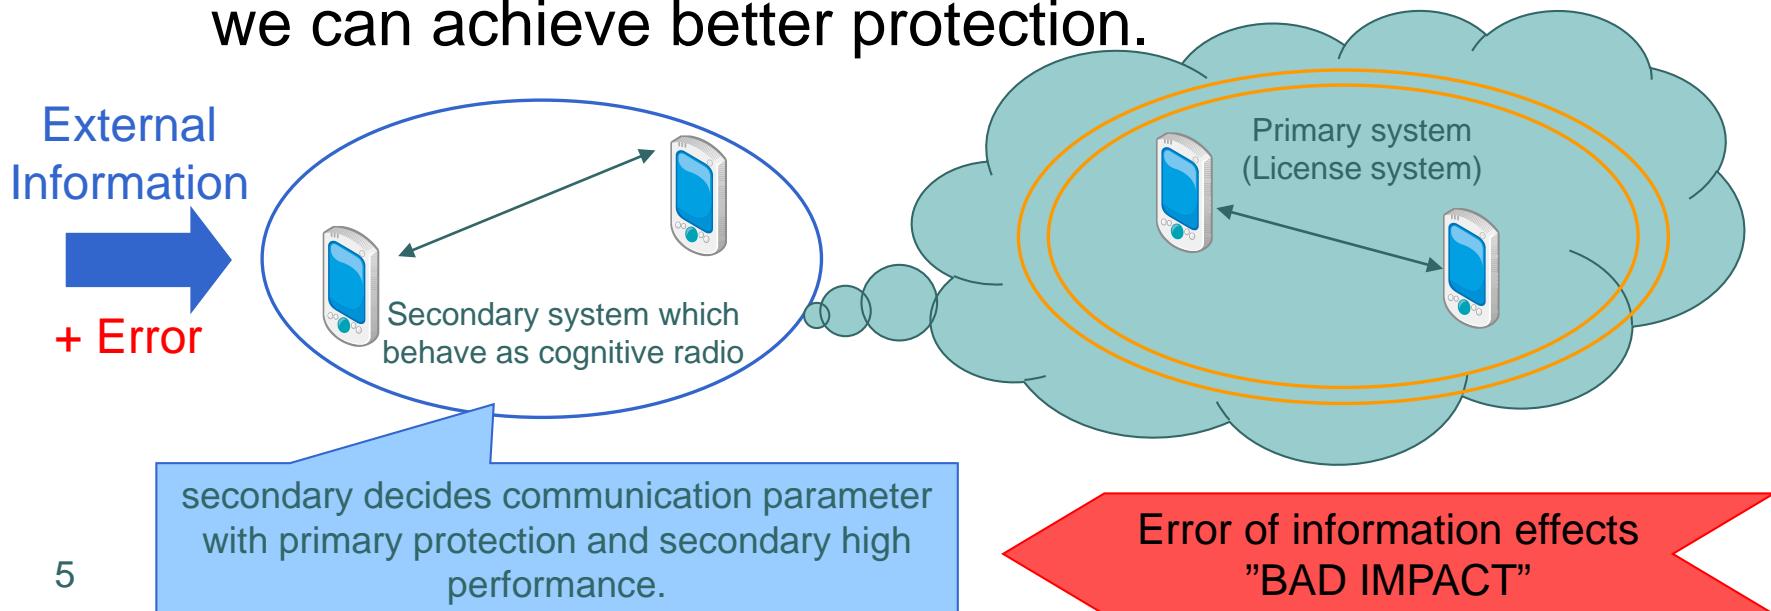 we can achieve better protection.
External
Information
+ Error
Secondary system which
behave as cognitive radio
Primary system
(License system)
secondary decides communication parameter
with primary protection and secondary high
performance.
Error of information effects
”BAD IMPACT”
5